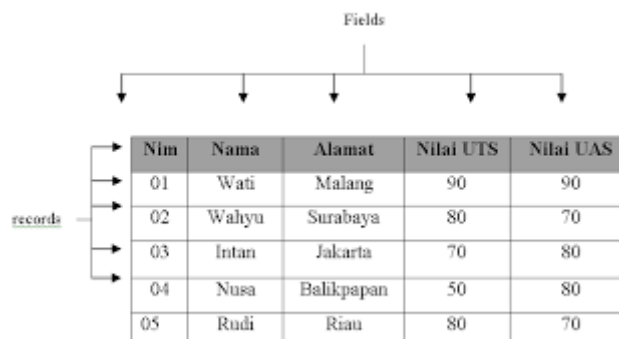 Fields
Nim Nama Alamat Nilai UTS Nilai UAS
01 Wati Malang 90 90
records 02 Wahyu Surabaya 80 70
03 Intan Jakarta 70 80
04 Nusa Balikpapan 50 80
05 Rudi Riau 80 70